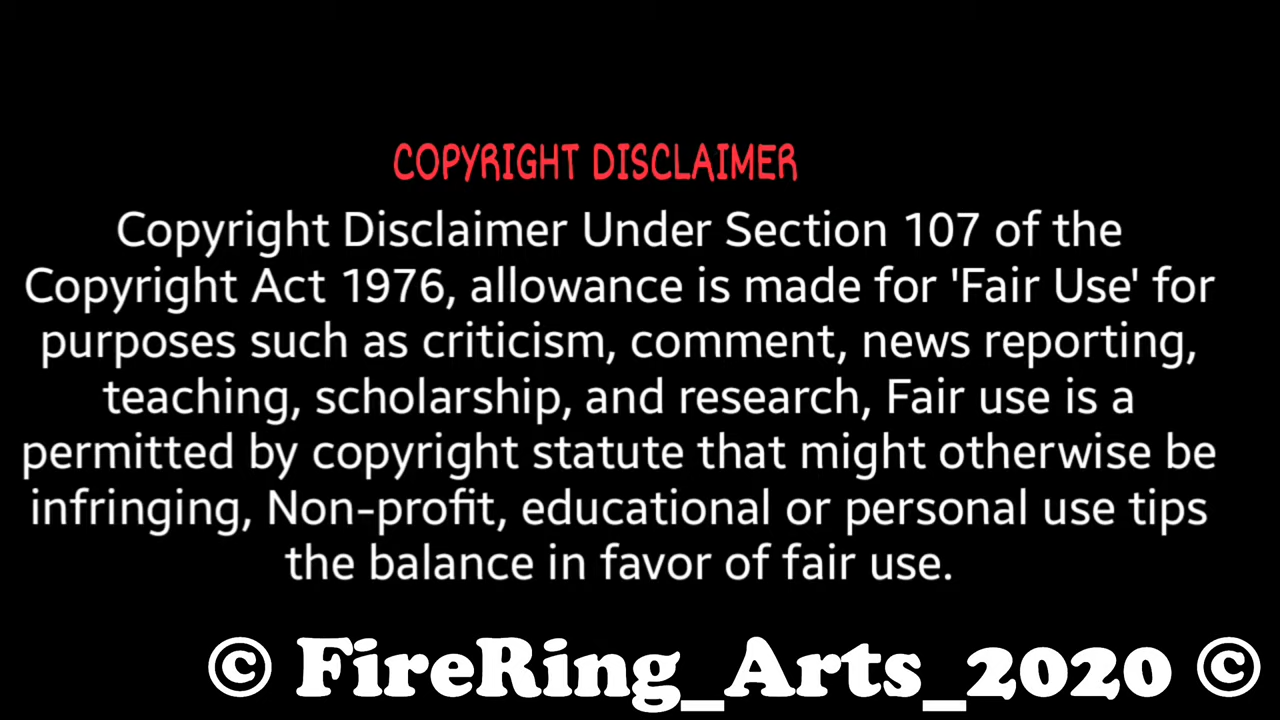 COPYRIGHT DISCLAIMER
Copyright Disclaimer Under Section 107 of the
Copyright Act 1976, allowance is made for 'Fair Use' for
purposes such as criticism, comment, news reporting,
teaching, scholarship, and research, Fair use is a
permitted by copyright statute that might otherwise be
infringing, Non-profit, educational or personal use tips
the balance in favor of fair use.
© FireRing_Arts_2020 ©